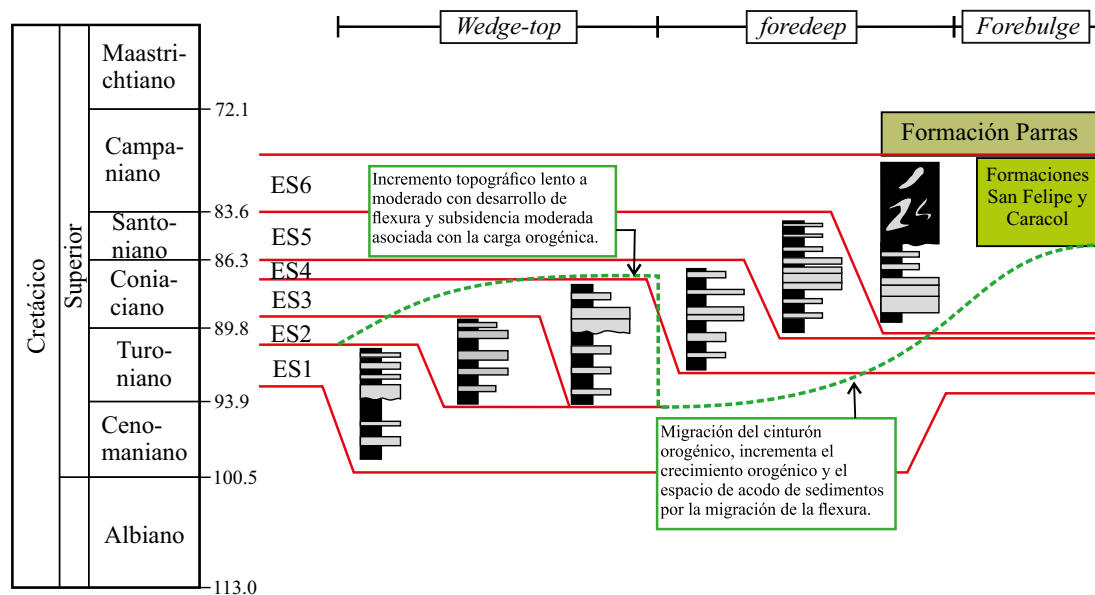 Wedge-top
foredeep
Forebulge
Cretácico
Superior
Maastri-
chtiano
72.1
Campa-
niano
83.6
Santo-
niano
86.3
Conia-
ciano
89.8
Turo-
niano
93.9
Ceno-
maniano
100.5
Albiano
113.0
ES6
ES5
ES4
ES3
ES2
ES1
Incremento topográfico lento a
moderado con desarrollo de
flexura y subsidencia moderada
asociada con la carga orogénica.
Formación Parras
Formaciones
San Felipe y
Caracol
Migración del cinturón
orogénico, incrementa el
crecimiento orogénico y el
espacio de acodo de sedimentos
por la migración de la flexura.